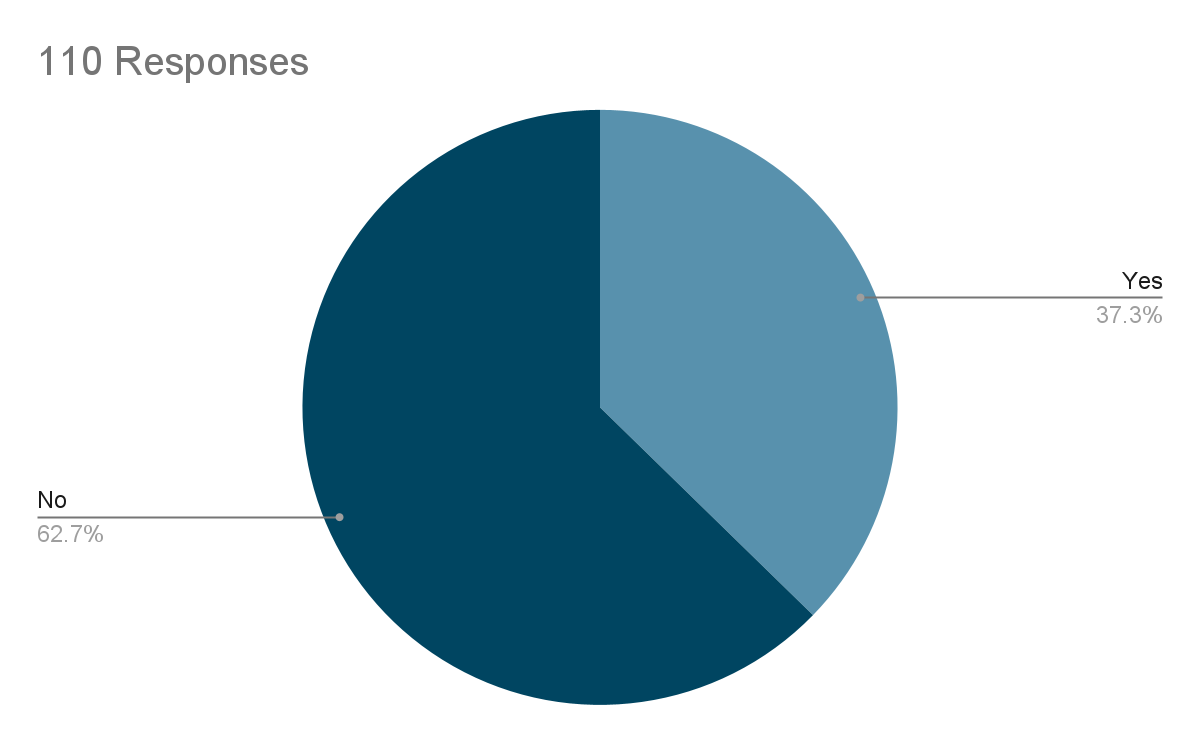 110 Responses
Yes
37.3%
No
62.7%